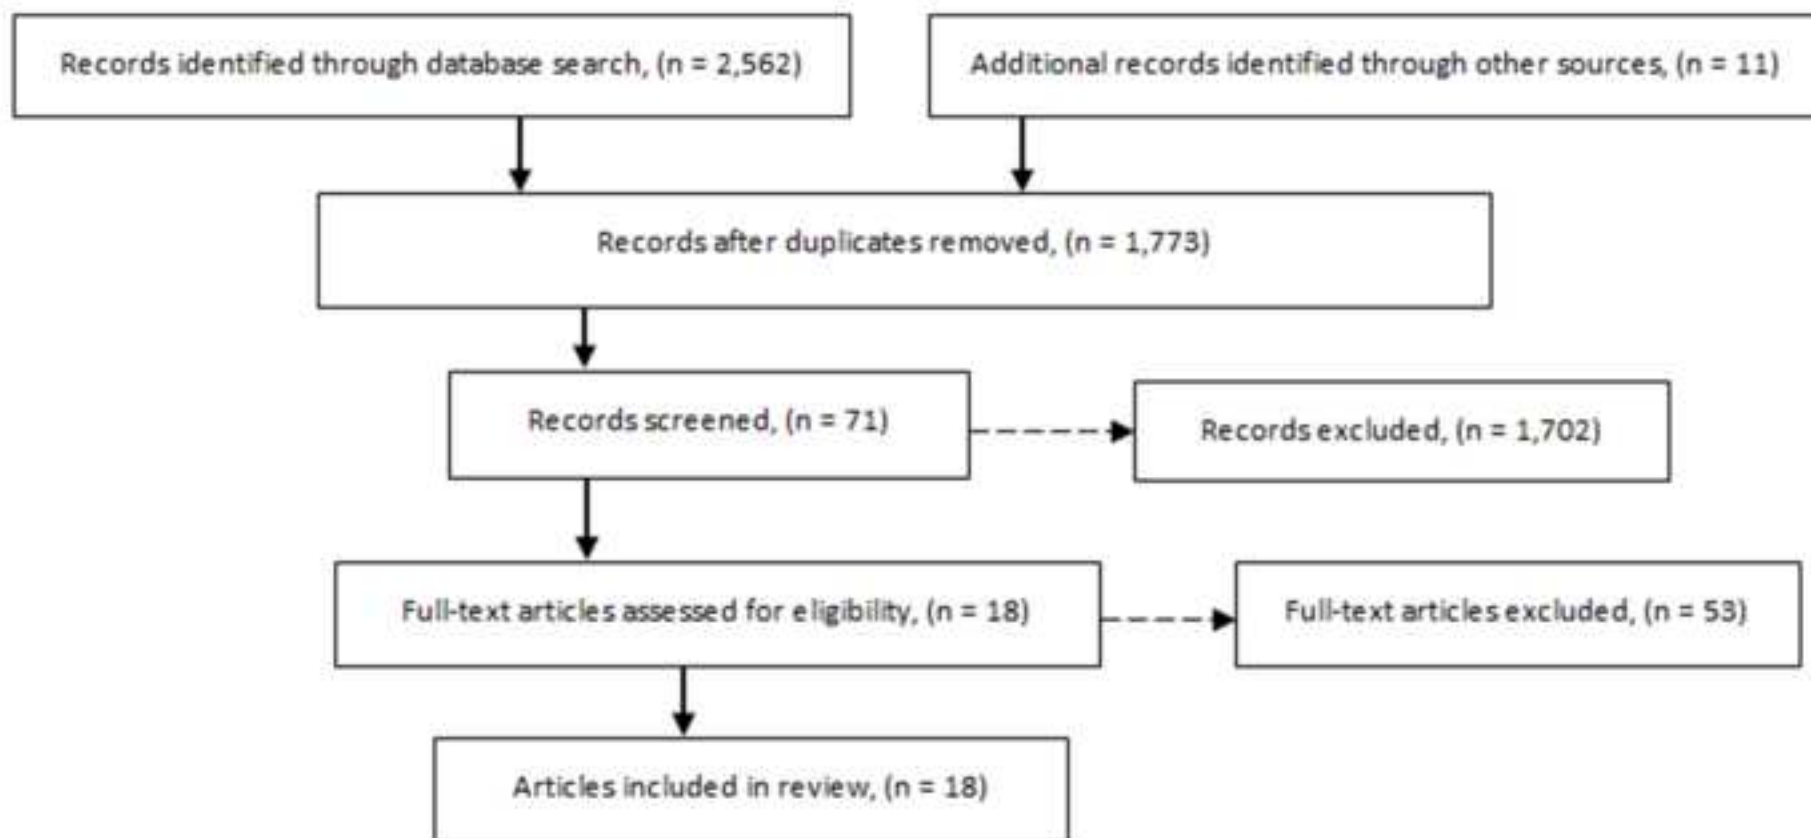 Records identified through database search, (n = 2,562)
Additional records identified through other sources, (n = 11)
Records after duplicates removed, (n = 1,773)
Records screened, (n = 71)
Records excluded, (n = 1,702)
Full-text articles assessed for eligibility, (n = 18)
Full-text articles excluded, (n = 53)
Articles included in review, (n = 18)